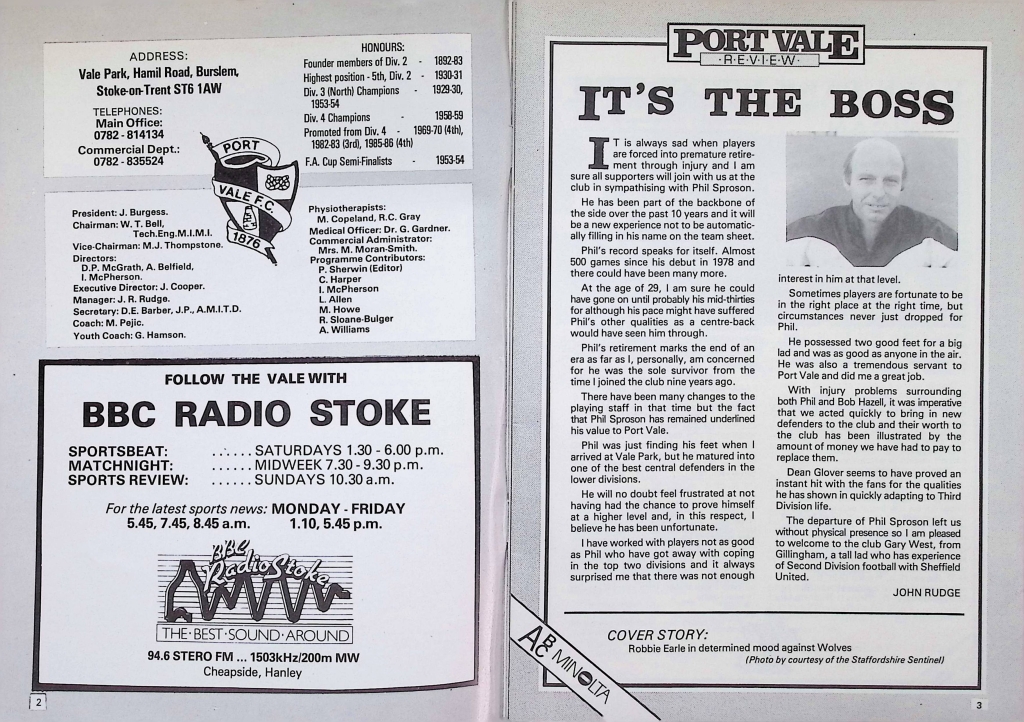 ADDRESS:
Vale Park, Hamil Road, Burslem,
Stoke-on-Trent ST6 1AW
TELEPHONES:
Main Office:
0782 - 814134
Commercial Dept.:
0782 - 835524
HONOURS:
Founder members of Div. 2 - 1892-83
Highest position - 5th, Div. 2 - 1930-31
Div. 3 (North) Champions - 1929-30,
1953-54
Div. 4 Champions - 1958-59
Promoted from Div. 4 - 1969-70 (4th),
1982-83 (3rd), 1985-86 (4th)
F.A. Cup Semi-Finalists - 1953-54
PORT
VALE F.C.
1876
President: J. Burgess.
Chairman: W. T. Bell,
Tech.Eng.M.I.M.I.
Vice-Chairman: M.J. Thompstone.
Directors:
D.P. McGrath, A. Belfield,
I. McPherson.
Executive Director: J. Cooper.
Manager: J. R. Rudge.
Secretary: D.E. Barber, J.P., A.M.I.T.D.
Coach: M. Pejic.
Youth Coach: G. Hamson.
Physiotherapists:
M. Copeland, R.C. Gray
Medical Officer: Dr. G. Gardner.
Commercial Administrator:
Mrs. M. Moran-Smith.
Programme Contributors:
P. Sherwin (Editor)
C. Harper
I. McPherson
L. Allen
M. Howe
R. Sloane-Bulger
A. Williams
FOLLOW THE VALE WITH
BBC RADIO STOKE
SPORTSBEAT: ...... SATURDAYS 1.30 - 6.00 p.m.
MATCHNIGHT: ...... MIDWEEK 7.30 - 9.30 p.m.
SPORTS REVIEW: ...... SUNDAYS 10.30 a.m.
For the latest sports news: MONDAY - FRIDAY
5.45, 7.45, 8.45 a.m. 1.10, 5.45 p.m.
BBC
Radio Stoke
THE·BEST·SOUND·AROUND
94.6 STERO FM ... 1503kHz/200m MW
Cheapside, Hanley
2
PORT VALE
·R·E·V·I·E·W·
IT'S THE BOSS
IT is always sad when players
are forced into premature retire-
ment through injury and I am
sure all supporters will join with us at the
club in sympathising with Phil Sproson.
He has been part of the backbone of
the side over the past 10 years and it will
be a new experience not to be automatic-
ally filling in his name on the team sheet.
Phil's record speaks for itself. Almost
500 games since his debut in 1978 and
there could have been many more.
At the age of 29, I am sure he could
have gone on until probably his mid-thirties
for although his pace might have suffered
Phil's other qualities as a centre-back
would have seen him through.
Phil's retirement marks the end of an
era as far as I, personally, am concerned
for he was the sole survivor from the
time I joined the club nine years ago.
There have been many changes to the
playing staff in that time but the fact
that Phil Sproson has remained underlined
his value to Port Vale.
Phil was just finding his feet when I
arrived at Vale Park, but he matured into
one of the best central defenders in the
lower divisions.
He will no doubt feel frustrated at not
having had the chance to prove himself
at a higher level and, in this respect, I
believe he has been unfortunate.
I have worked with players not as good
as Phil who have got away with coping
in the top two divisions and it always
surprised me that there was not enough
interest in him at that level.
Sometimes players are fortunate to be
in the right place at the right time, but
circumstances never just dropped for
Phil.
He possessed two good feet for a big
lad and was as good as anyone in the air.
He was also a tremendous servant to
Port Vale and did me a great job.
With injury problems surrounding
both Phil and Bob Hazell, it was imperative
that we acted quickly to bring in new
defenders to the club and their worth to
the club has been illustrated by the
amount of money we have had to pay to
replace them.
Dean Glover seems to have proved an
instant hit with the fans for the qualities
he has shown in quickly adapting to Third
Division life.
The departure of Phil Sproson left us
without physical presence so I am pleased
to welcome to the club Gary West, from
Gillingham, a tall lad who has experience
of Second Division football with Sheffield
United.
JOHN RUDGE
COVER STORY:
Robbie Earle in determined mood against Wolves
(Photo by courtesy of the Staffordshire Sentinel)
ABC MINOLTA
3